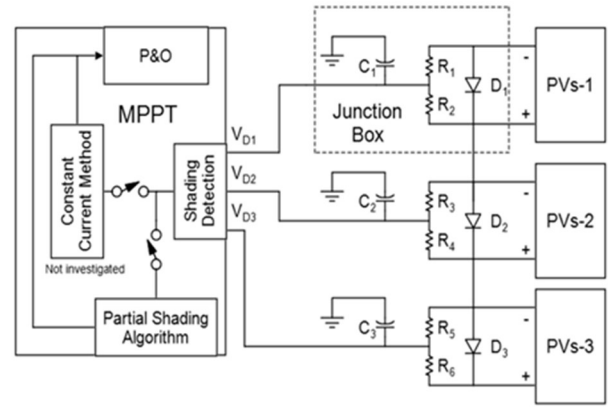 P&O
MPPT
Constant
Current Method
Not investigated
Partial Shading
Algorithm
Shading
Detection
VD1
VD2
VD3
Junction
Box
C1
R1
R2
D1
-
+
PVs-1
C2
R3
R4
D2
-
+
PVs-2
C3
R5
R6
D3
-
+
PVs-3